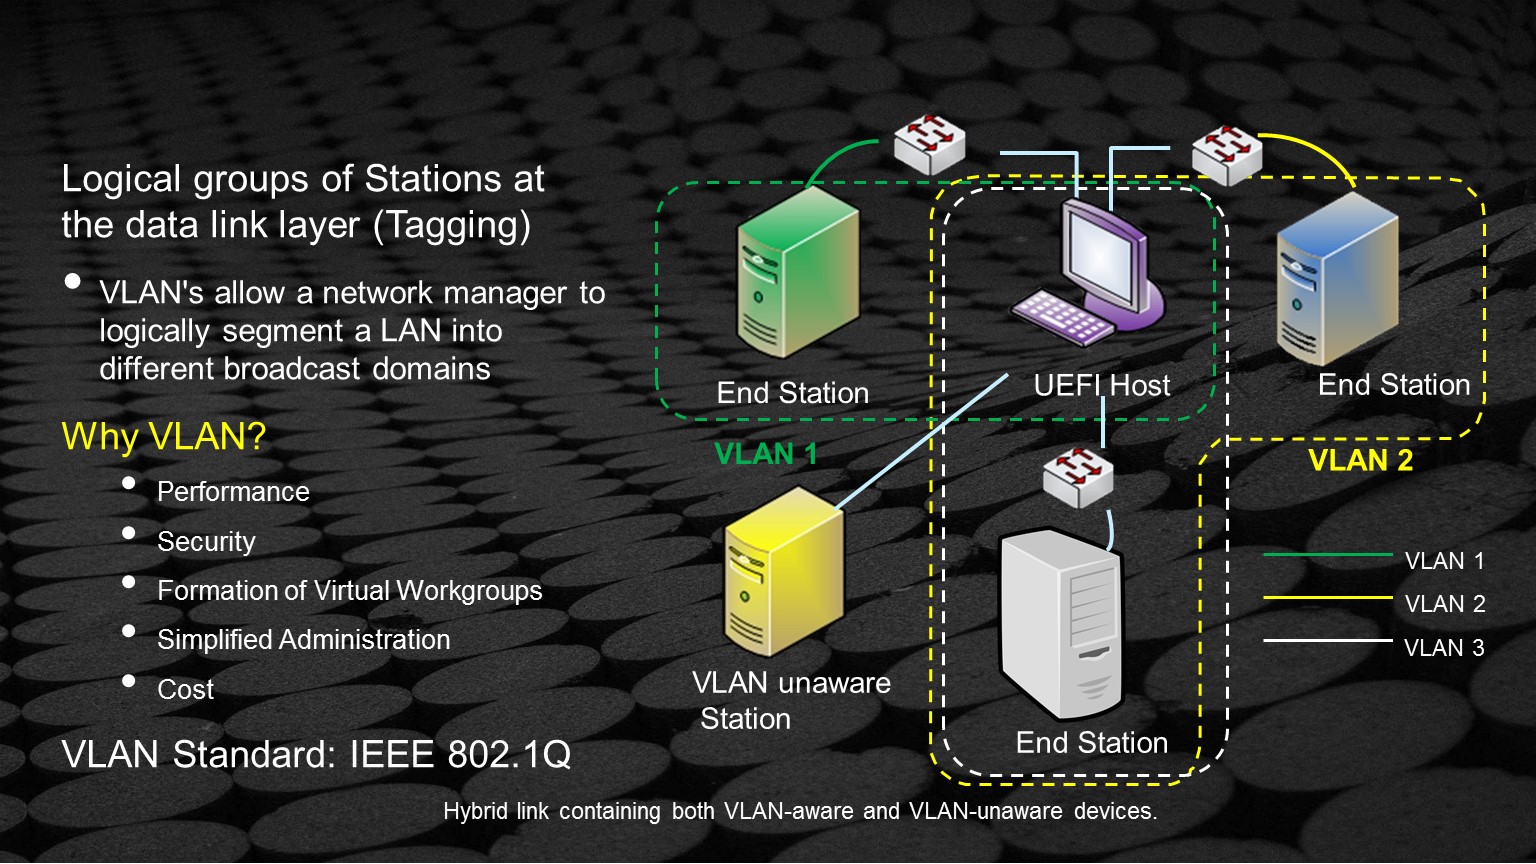 Logical groups of Stations at
the data link layer (Tagging)
• VLAN's allow a network manager to
logically segment a LAN into
different broadcast domains
Why VLAN?
• Performance
• Security
• Formation of Virtual Workgroups
• Simplified Administration
• Cost
VLAN Standard: IEEE 802.1Q
End Station
UEFI Host
End Station
VLAN 1
VLAN 2
VLAN unaware
Station
End Station
VLAN 1
VLAN 2
VLAN 3
Hybrid link containing both VLAN-aware and VLAN-unaware devices.